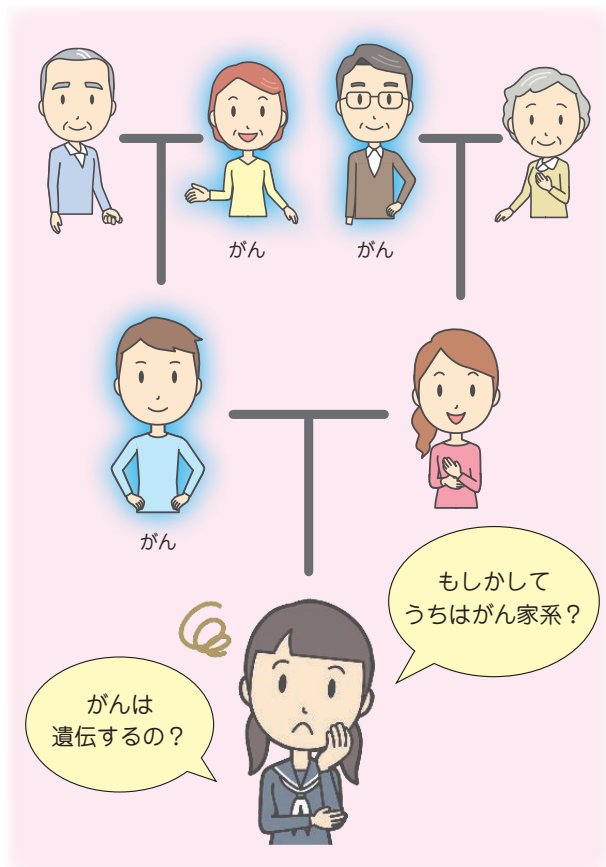 がん
がん
がん
もしかして
うちはがん家系？
がんは
遺伝するの？